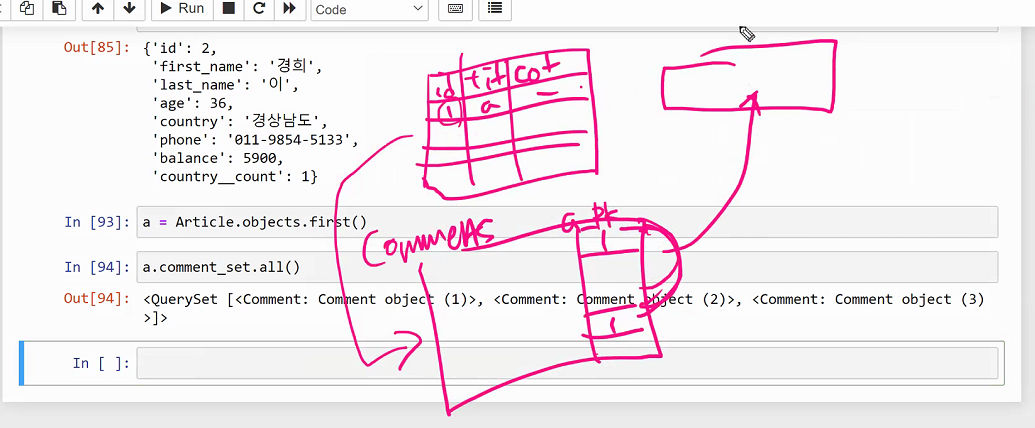 Run
Code
Out[85]: {'id': 2,
'first_name': '경희',
'last_name': '이',
'age': 36,
'country': '경상남도',
'phone': '011-9854-5133',
'balance': 5900,
'country__count': 1}
id tit cot
1 a
In [93]: a = Article.objects.first()
Comments
pk
1
In [94]: a.comment_set.all()
Out[94]: <QuerySet [<Comment: Comment object (1)>, <Comment: Comment object (2)>, <Comment: Comment object (3)
>]>
1
In [ ]: